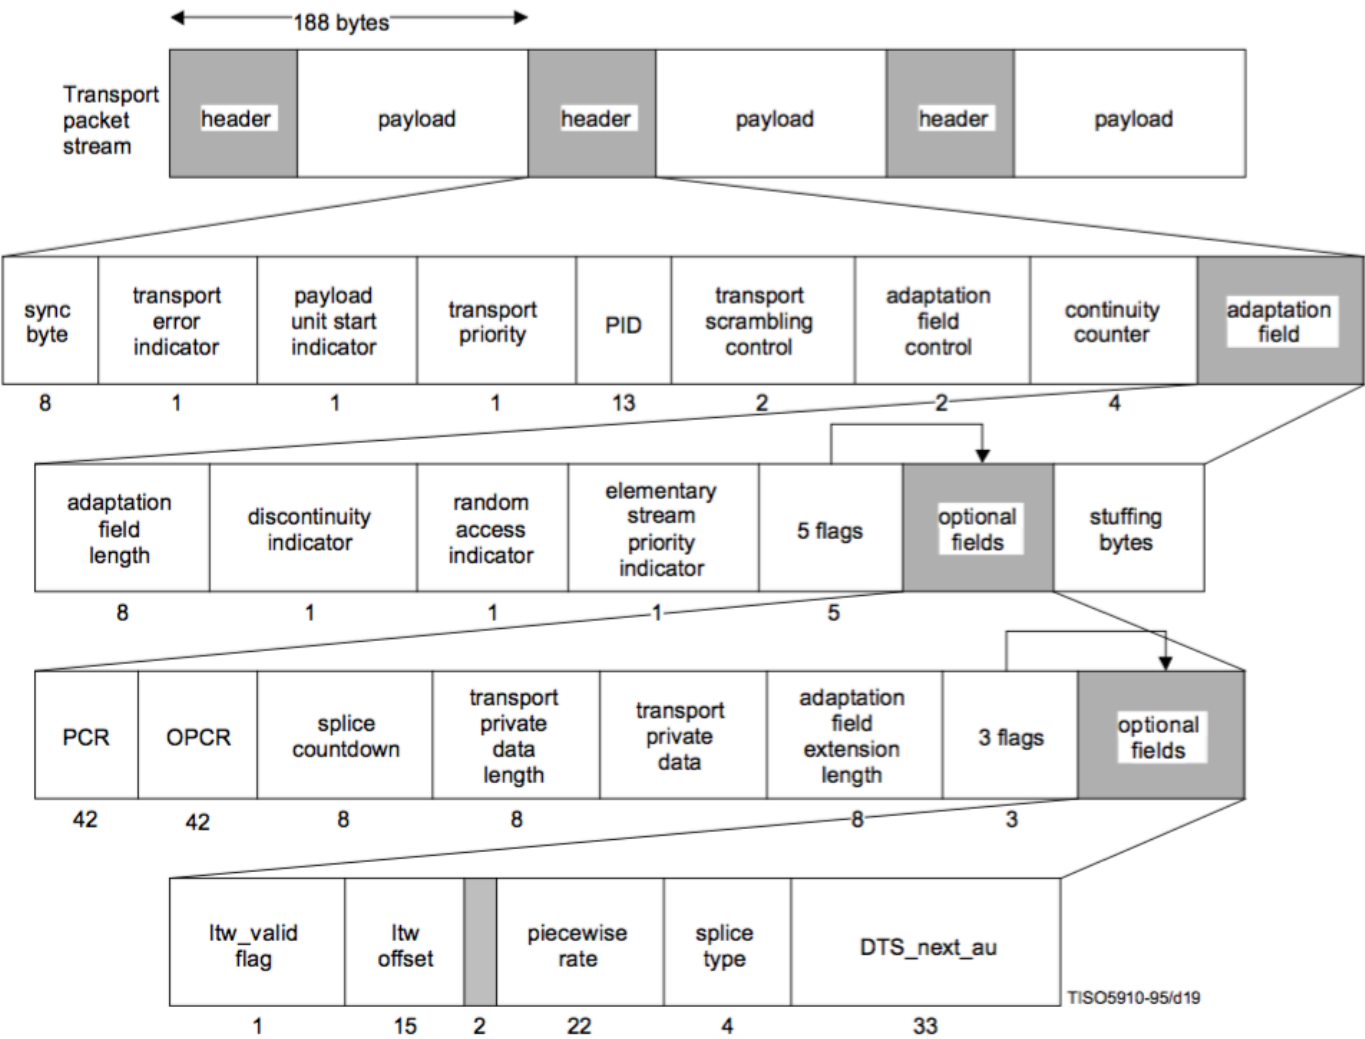 188 bytes
Transport
packet
stream
header
payload
header
payload
header
payload
sync
byte
transport
error
indicator
payload
unit start
indicator
transport
priority
PID
transport
scrambling
control
adaptation
field
control
continuity
counter
adaptation
field
8
1
1
1
13
2
2
4
adaptation
field
length
discontinuity
indicator
random
access
indicator
elementary
stream
priority
indicator
5 flags
optional
fields
stuffing
bytes
8
1
1
1
5
PCR
OPCR
splice
countdown
transport
private
data
length
transport
private
data
adaptation
field
extension
length
3 flags
optional
fields
42
42
8
8
8
3
ltw_valid
flag
ltw
offset
piecewise
rate
splice
type
DTS_next_au
TISO5910-95/d19
1
15
2
22
4
33